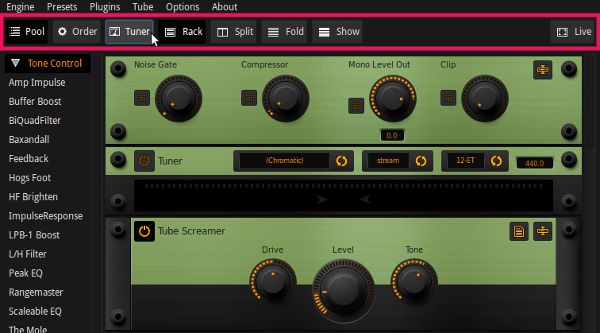 Engine Presets Plugins Tube Options About
Pool Order Tuner Rack Split Fold Show Live
Tone Control
Amp Impulse
Buffer Boost
BiQuadFilter
Baxandall
Feedback
Hogs Foot
HF Brighten
ImpulseResponse
LPB-1 Boost
L/H Filter
Peak EQ
Rangemaster
Scaleable EQ
The Mole
Noise Gate Compressor Mono Level Out Clip
0.0
Tuner (Chromatic) stream 12-ET 440.0
Tube Screamer
Drive Level Tone